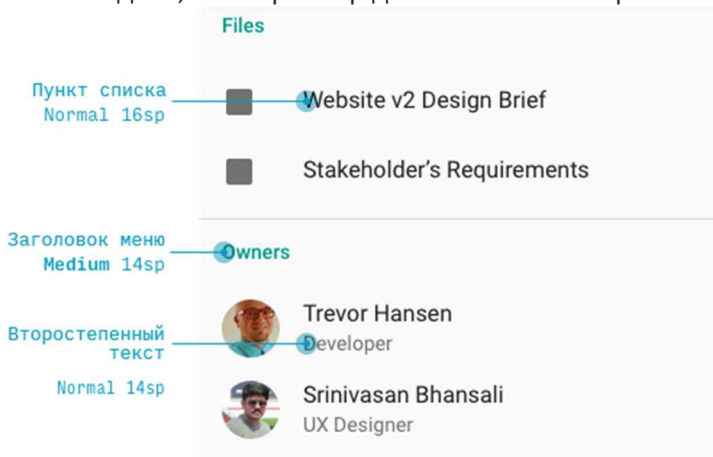 Files
Пункт списка
Normal 16sp
Website v2 Design Brief
Stakeholder's Requirements
Заголовок меню
Medium 14sp
Owners
Trevor Hansen
Второстепенный
текст
Normal 14sp
Developer
Srinivasan Bhansali
UX Designer